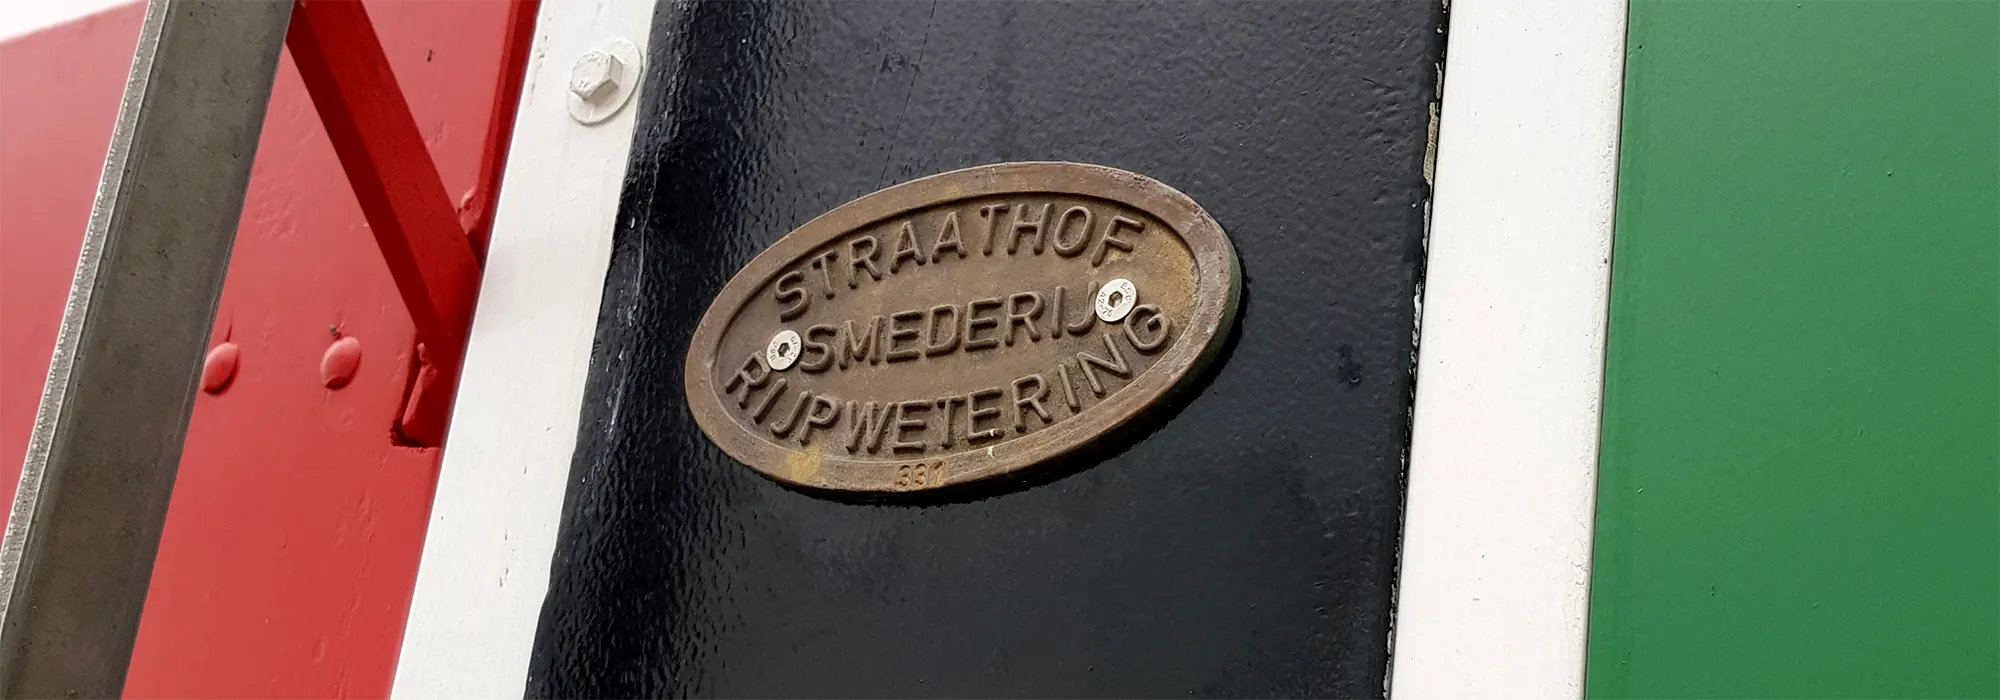 STRAATHOF
SMEDERIJ
RIJPWETERING
331